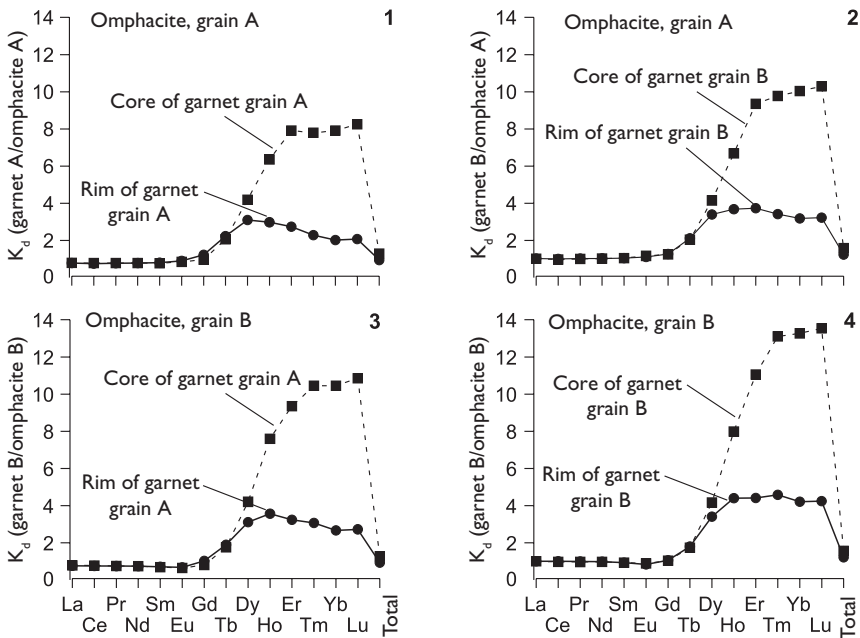 Omphacite, grain A
1
14
12
10
8
6
4
2
0
K_d (garnet A/omphacite A)
Core of garnet grain A
Rim of garnet
grain A
Omphacite, grain A
2
14
12
10
8
6
4
2
0
K_d (garnet B/omphacite A)
Core of garnet grain B
Rim of garnet grain B
Omphacite, grain B
3
14
12
10
8
6
4
2
0
K_d (garnet B/omphacite B)
Core of garnet grain A
Rim of garnet
grain A
La Ce Pr Nd Sm Eu Gd Tb Dy Ho Er Tm Yb Lu Total
Omphacite, grain B
4
14
12
10
8
6
4
2
0
K_d (garnet B/omphacite B)
Core of garnet
grain B
Rim of garnet
grain B
La Ce Pr Nd Sm Eu Gd Tb Dy Ho Er Tm Yb Lu Total